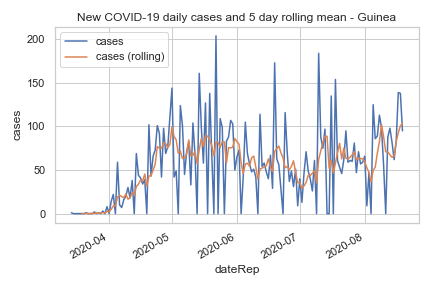 New COVID-19 daily cases and 5 day rolling mean - Guinea
cases
cases (rolling)
200
150
100
50
0
cases
2020-04
2020-05
2020-06
2020-07
2020-08
dateRep